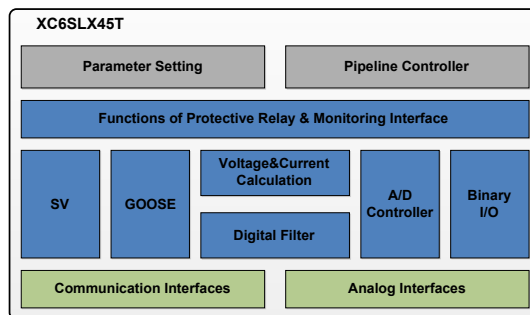 XC6SLX45T
Parameter Setting
Pipeline Controller
Functions of Protective Relay & Monitoring Interface
SV
GOOSE
Voltage&Current
Calculation
Digital Filter
A/D
Controller
Binary
I/O
Communication Interfaces
Analog Interfaces